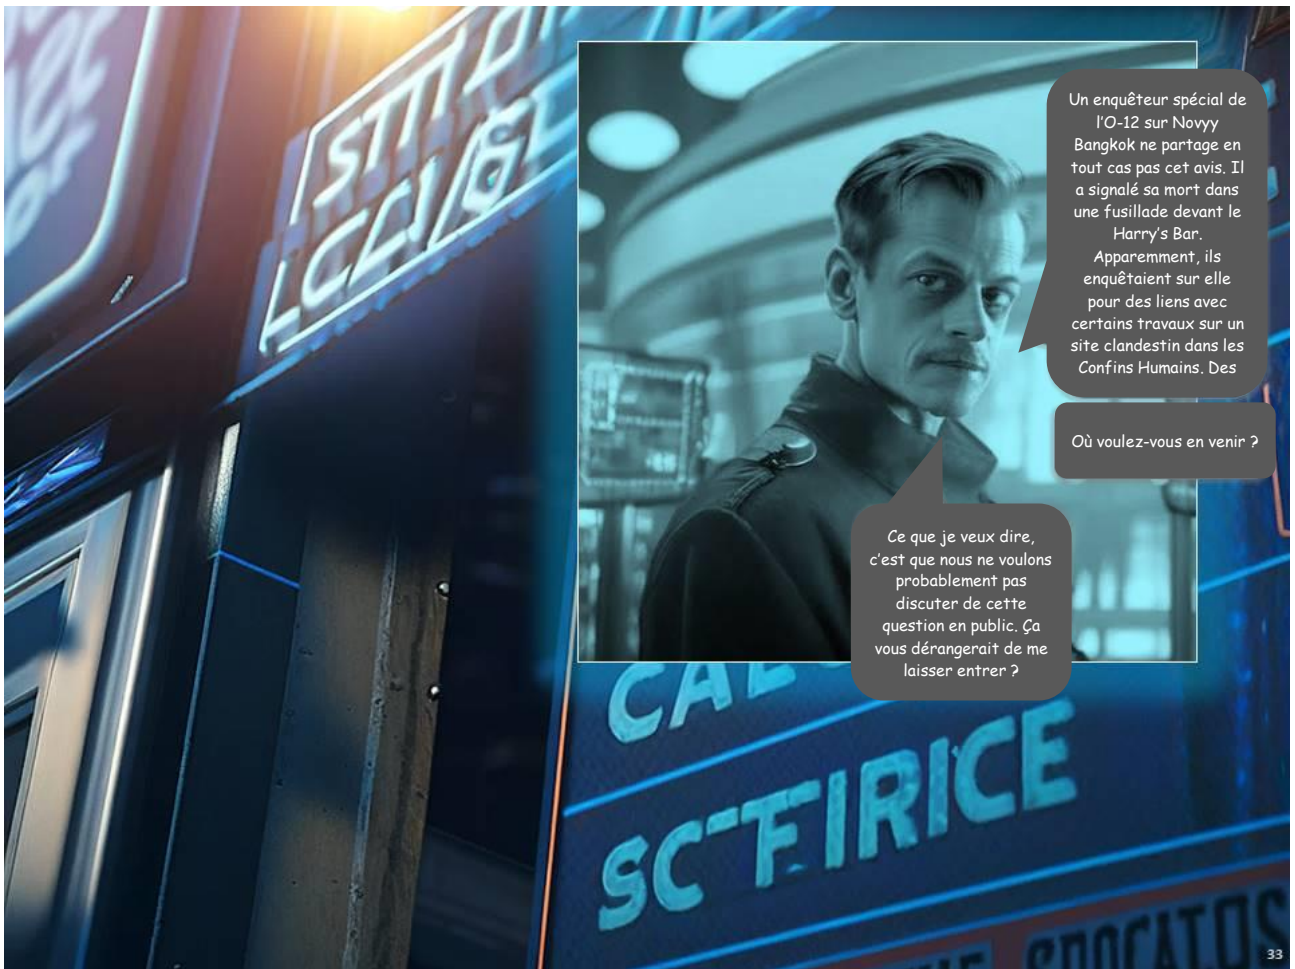 Un enquêteur spécial de
l'O-12 sur Novyy
Bangkok ne partage en
tout cas pas cet avis. Il
a signalé sa mort dans
une fusillade devant le
Harry's Bar.
Apparemment, ils
enquêtaient sur elle
pour des liens avec
certains travaux sur un
site clandestin dans les
Confins Humains. Des
Où voulez-vous en venir ?
Ce que je veux dire,
c'est que nous ne voulons
probablement pas
discuter de cette
question en public. Ça
vous dérangerait de me
laisser entrer ?
SCTFIRICE
33